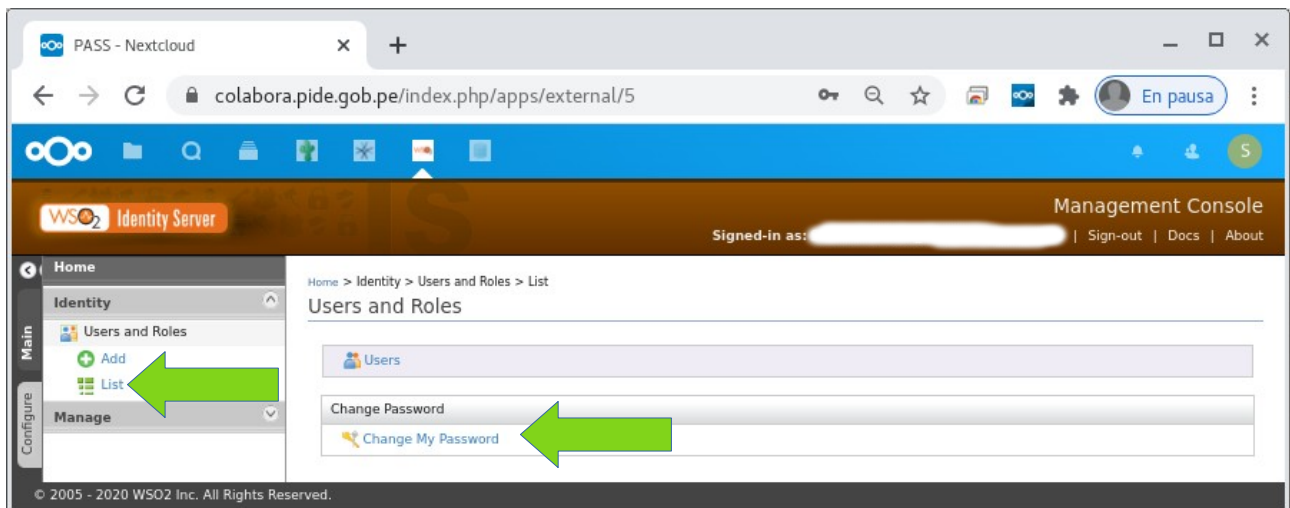 PASS - Nextcloud
colabora.pide.gob.pe/index.php/apps/external/5
En pausa
S
WSO2 Identity Server
Management Console
Signed-in as: | Sign-out | Docs | About
Home
Home > Identity > Users and Roles > List
Identity
Users and Roles
Users and Roles
Main
Add
Users
List
Configure
Change Password
Manage
Change My Password
© 2005 - 2020 WSO2 Inc. All Rights Reserved.